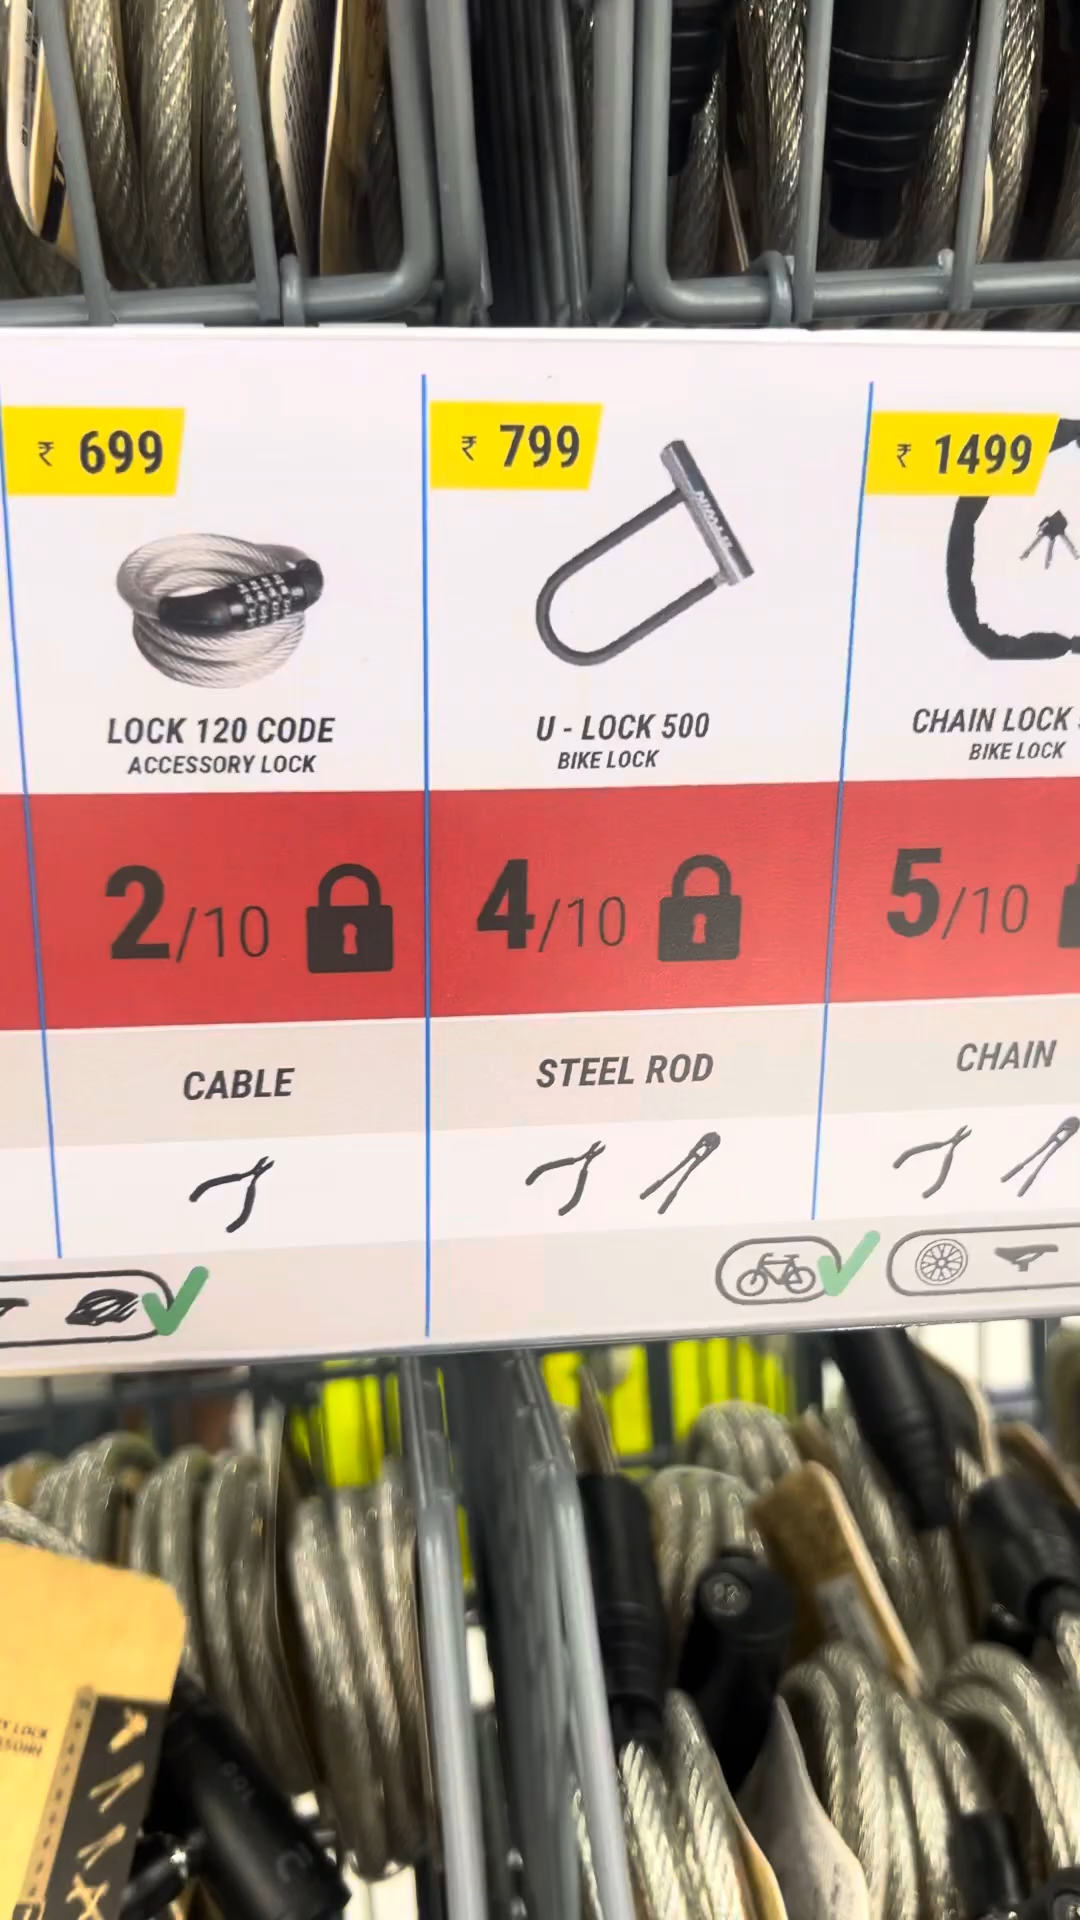 ₹ 699
LOCK 120 CODE
ACCESSORY LOCK
2/10
CABLE
₹ 799
U - LOCK 500
BIKE LOCK
4/10
STEEL ROD
₹ 1499
CHAIN LOCK
BIKE LOCK
5/10
CHAIN